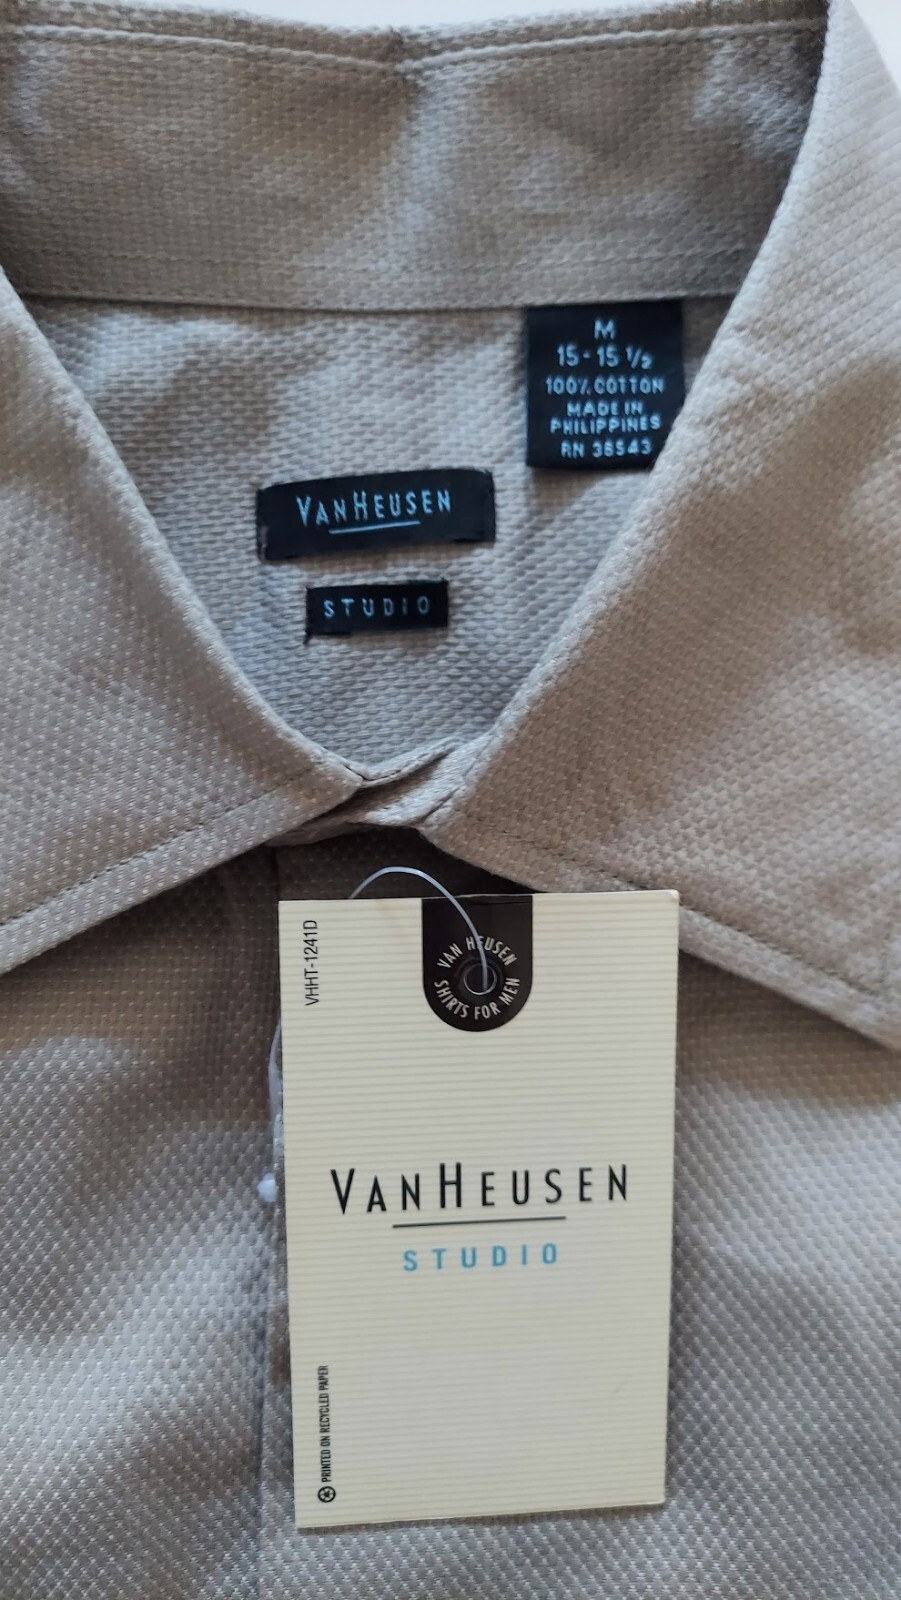 M
15 - 15 1/2
100% COTTON
MADE IN
PHILIPPINES
RN 36543
VANHEUSEN
STUDIO
VHHT-1241D
VAN HEUSEN
SHIRTS FOR MEN
VANHEUSEN
STUDIO
PRINTED ON RECYCLED PAPER